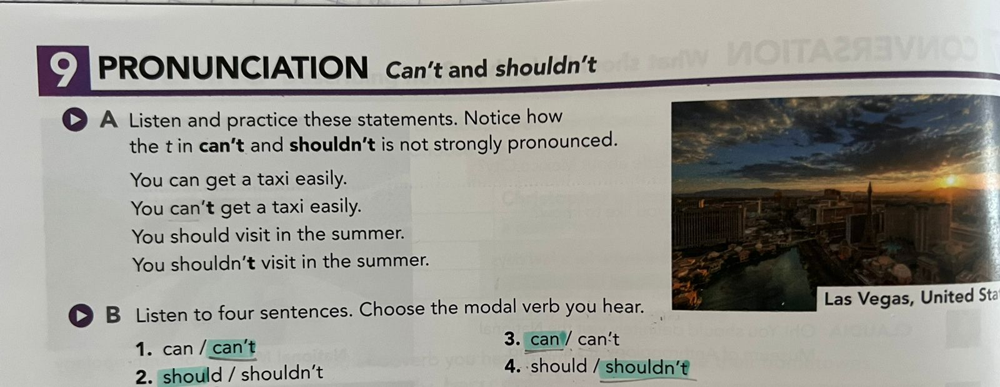 9 PRONUNCIATION Can't and shouldn't
A Listen and practice these statements. Notice how
the t in can't and shouldn't is not strongly pronounced.
You can get a taxi easily.
You can't get a taxi easily.
You should visit in the summer.
You shouldn't visit in the summer.
Las Vegas, United Sta
B Listen to four sentences. Choose the modal verb you hear.
1. can / can't
2. should / shouldn't
3. can / can't
4. should / shouldn't